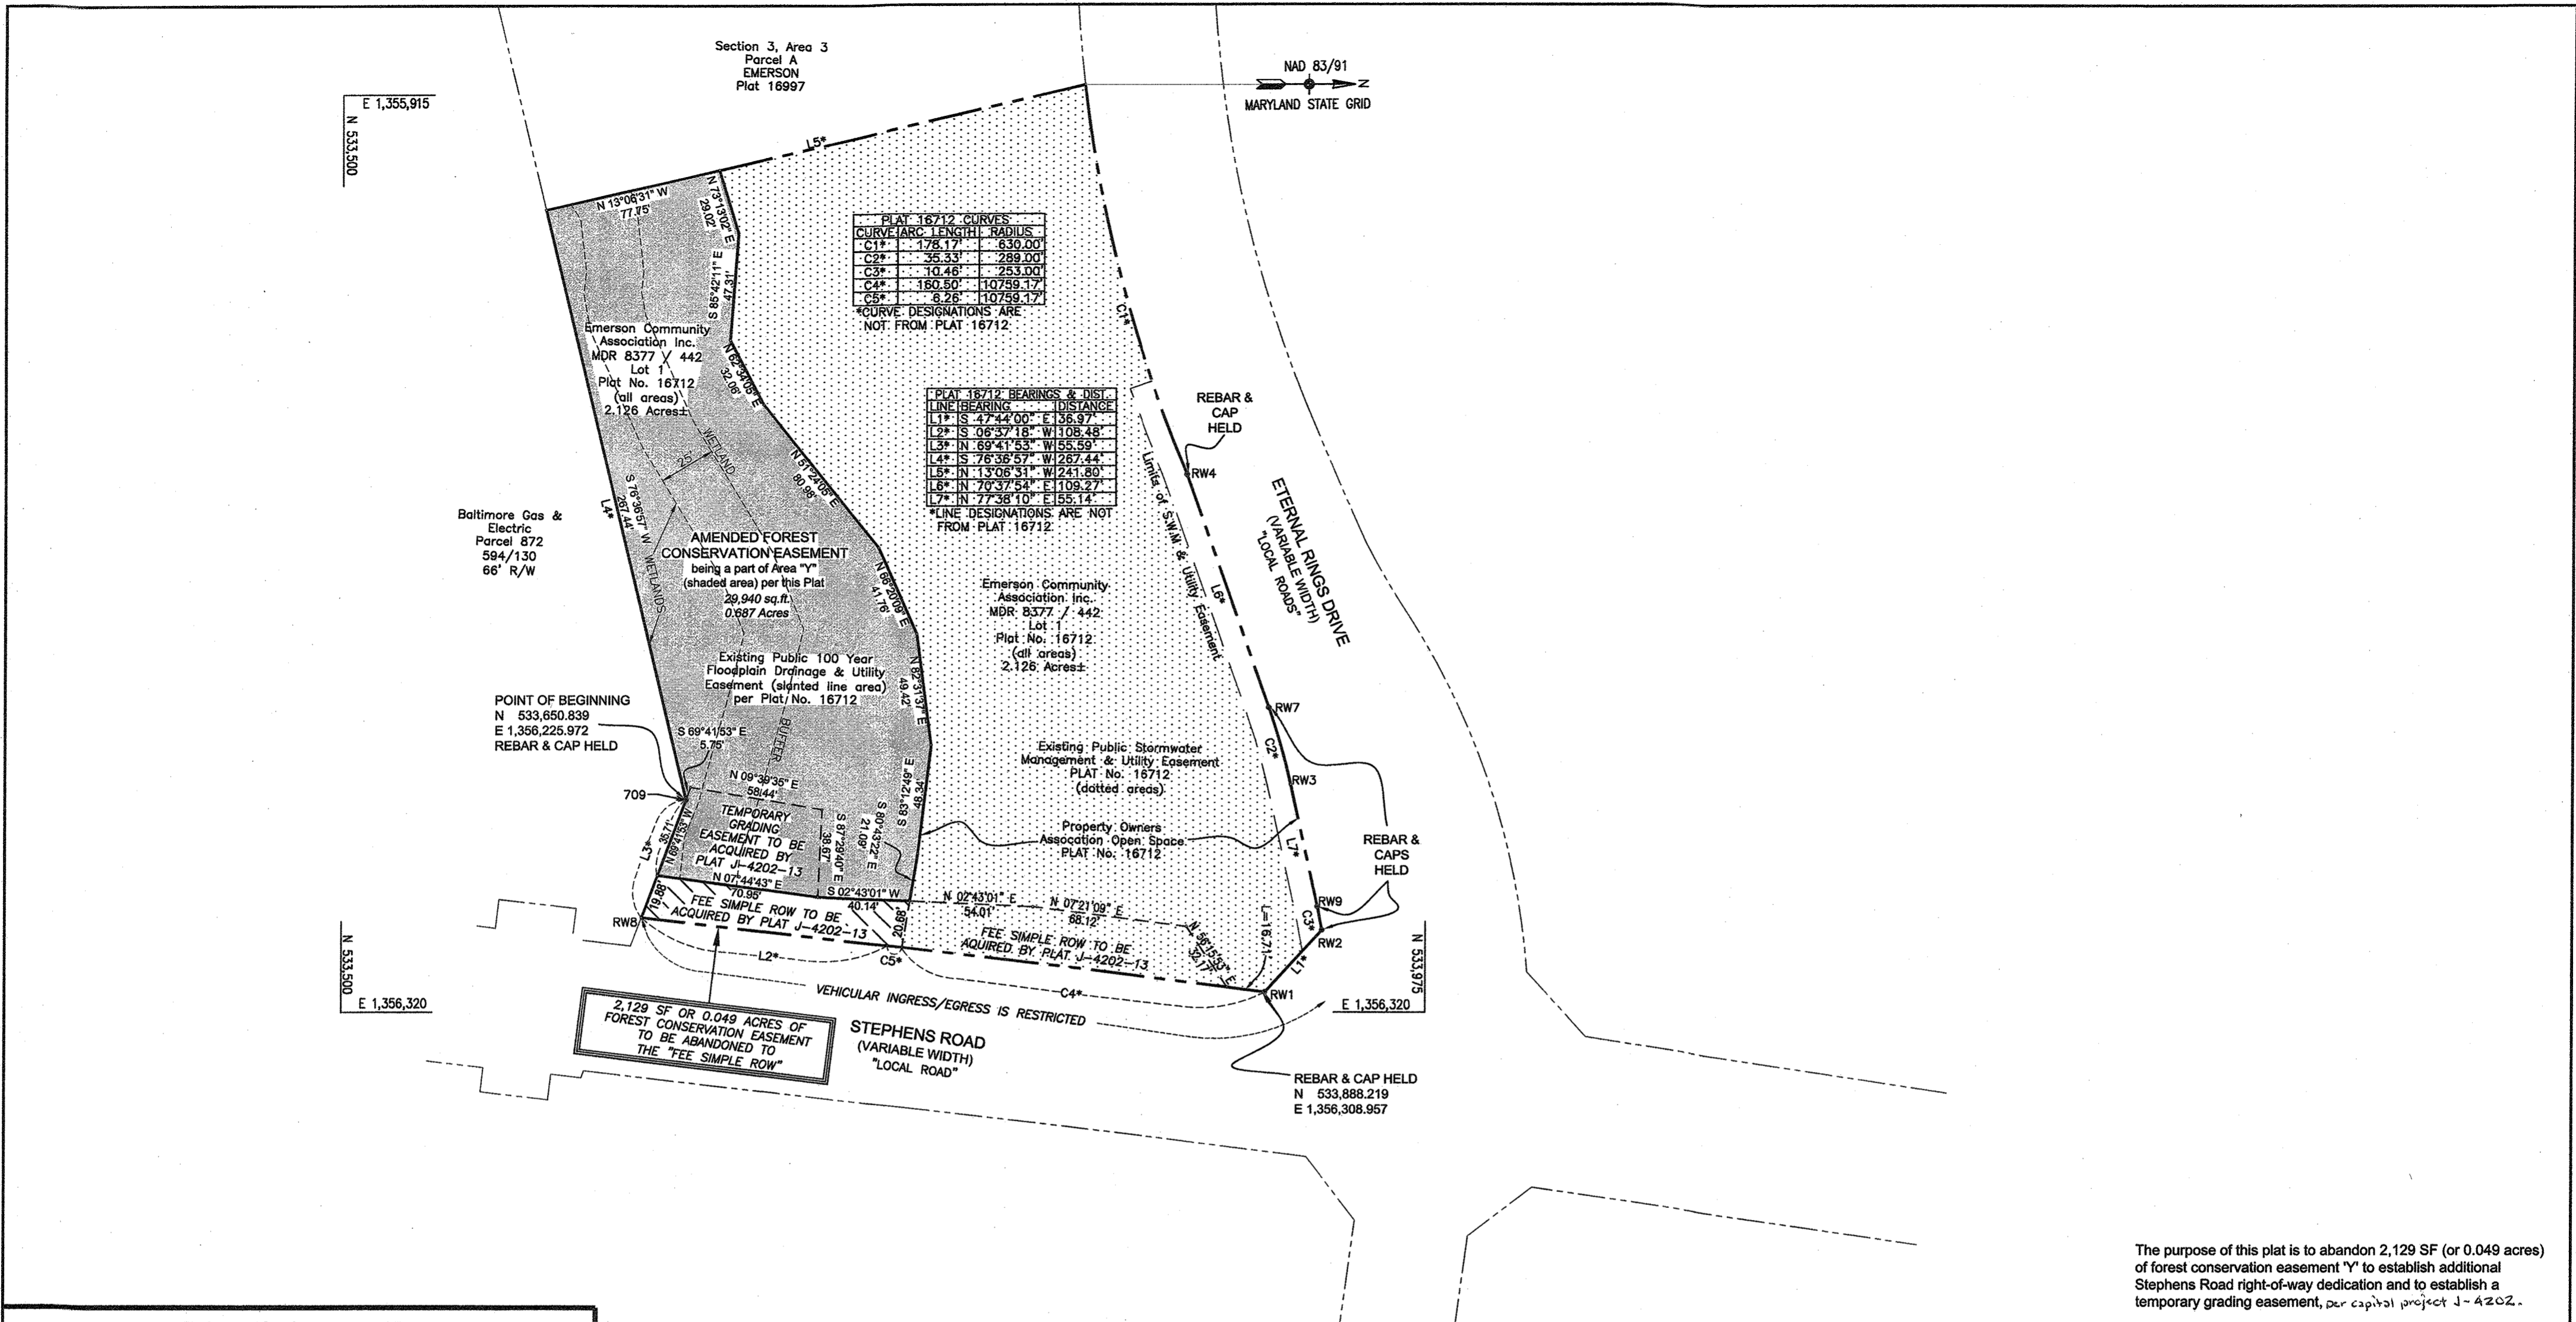 Section 3, Area 3
Parcel A
EMERSON
Plat 16997
NAD 83/91
N
MARYLAND STATE GRID
E 1,355,915
N 533,500
L5*
N 13°06'31" W
77.75'
N 73°13'02" E
29.02'
S 85°42'11" E
47.31'
N 62°34'05" E
32.06'
N 51°24'05" E
80.98'
N 66°20'09" E
41.76'
N 82°31'37" E
49.42'
S 83°12'49" E
48.34'
PLAT 16712 CURVES
CURVE ARC LENGTH RADIUS
C1* 178.17' 630.00'
C2* 35.33' 289.00'
C3* 10.46' 253.00'
C4* 160.50' 10759.17'
C5* 6.26' 10759.17'
*CURVE DESIGNATIONS ARE
NOT FROM PLAT 16712
PLAT 16712 BEARINGS & DIST.
LINE BEARING DISTANCE
L1* S 47°44'00" E 36.97'
L2* S 06°37'18" W 108.48'
L3* N 69°41'53" W 55.59'
L4* S 76°36'57" W 267.44'
L5* N 13°06'31" W 241.80'
L6* N 70°37'54" E 109.27'
L7* N 77°38'10" E 55.14'
*LINE DESIGNATIONS ARE NOT
FROM PLAT 16712
C1*
REBAR &
CAP
HELD
RW4
Limits of S.W.M & Utility Easement
L6*
ETERNAL RINGS DRIVE
(VARIABLE WIDTH)
"LOCAL ROADS"
Emerson Community
Association Inc.
MDR 8377 / 442
Lot 1
Plat No. 16712
(all areas)
2.126 Acres±
WETLAND
25'
S 76°36'57" W
267.44'
L4*
WETLANDS
Baltimore Gas &
Electric
Parcel 872
594/130
66' R/W
AMENDED FOREST
CONSERVATION EASEMENT
being a part of Area "Y"
(shaded area) per this Plat
29,940 sq.ft.
0.687 Acres
Emerson Community
Association Inc.
MDR 8377 / 442
Lot 1
Plat No. 16712
(all areas)
2.126 Acres±
Existing Public 100 Year
Floodplain Drainage & Utility
Easement (slanted line area)
per Plat No. 16712
BUFFER
POINT OF BEGINNING
N 533,650.839
E 1,356,225.972
REBAR & CAP HELD
709
S 69°41'53" E
5.75'
N 09°39'35" E
58.44'
Existing Public Stormwater
Management & Utility Easement
PLAT No. 16712
(dotted areas)
RW7
C2*
RW3
Property Owners
Assocation Open Space
PLAT No. 16712
L7*
REBAR &
CAPS
HELD
TEMPORARY
GRADING
EASEMENT TO BE
ACQUIRED BY
PLAT J-4202-13
S 87°29'40" E
38.67'
S 80°43'22" E
21.09'
35.71'
N 69°41'53" W
L3*
19.88'
N 07°44'43" E
70.95'
S 02°43'01" W
40.14'
20.68'
N 02°43'01" E
54.01'
N 07°21'09" E
68.12'
N 56°15'53" E
32.17'
L=16.71'
RW9
C3*
RW2
L1*
RW1
RW8
FEE SIMPLE ROW TO BE
ACQUIRED BY PLAT J-4202-13
FEE SIMPLE ROW TO BE
AQUIRED BY PLAT J-4202-13
L2*
C5*
C4*
VEHICULAR INGRESS/EGRESS IS RESTRICTED
N 533,500
E 1,356,320
N 533,975
E 1,356,320
2,129 SF OR 0.049 ACRES OF
FOREST CONSERVATION EASEMENT
TO BE ABANDONED TO
THE "FEE SIMPLE ROW"
STEPHENS ROAD
(VARIABLE WIDTH)
"LOCAL ROAD"
REBAR & CAP HELD
N 533,888.219
E 1,356,308.957
The purpose of this plat is to abandon 2,129 SF (or 0.049 acres)
of forest conservation easement 'Y' to establish additional
Stephens Road right-of-way dedication and to establish a
temporary grading easement, per capital project J-4202.